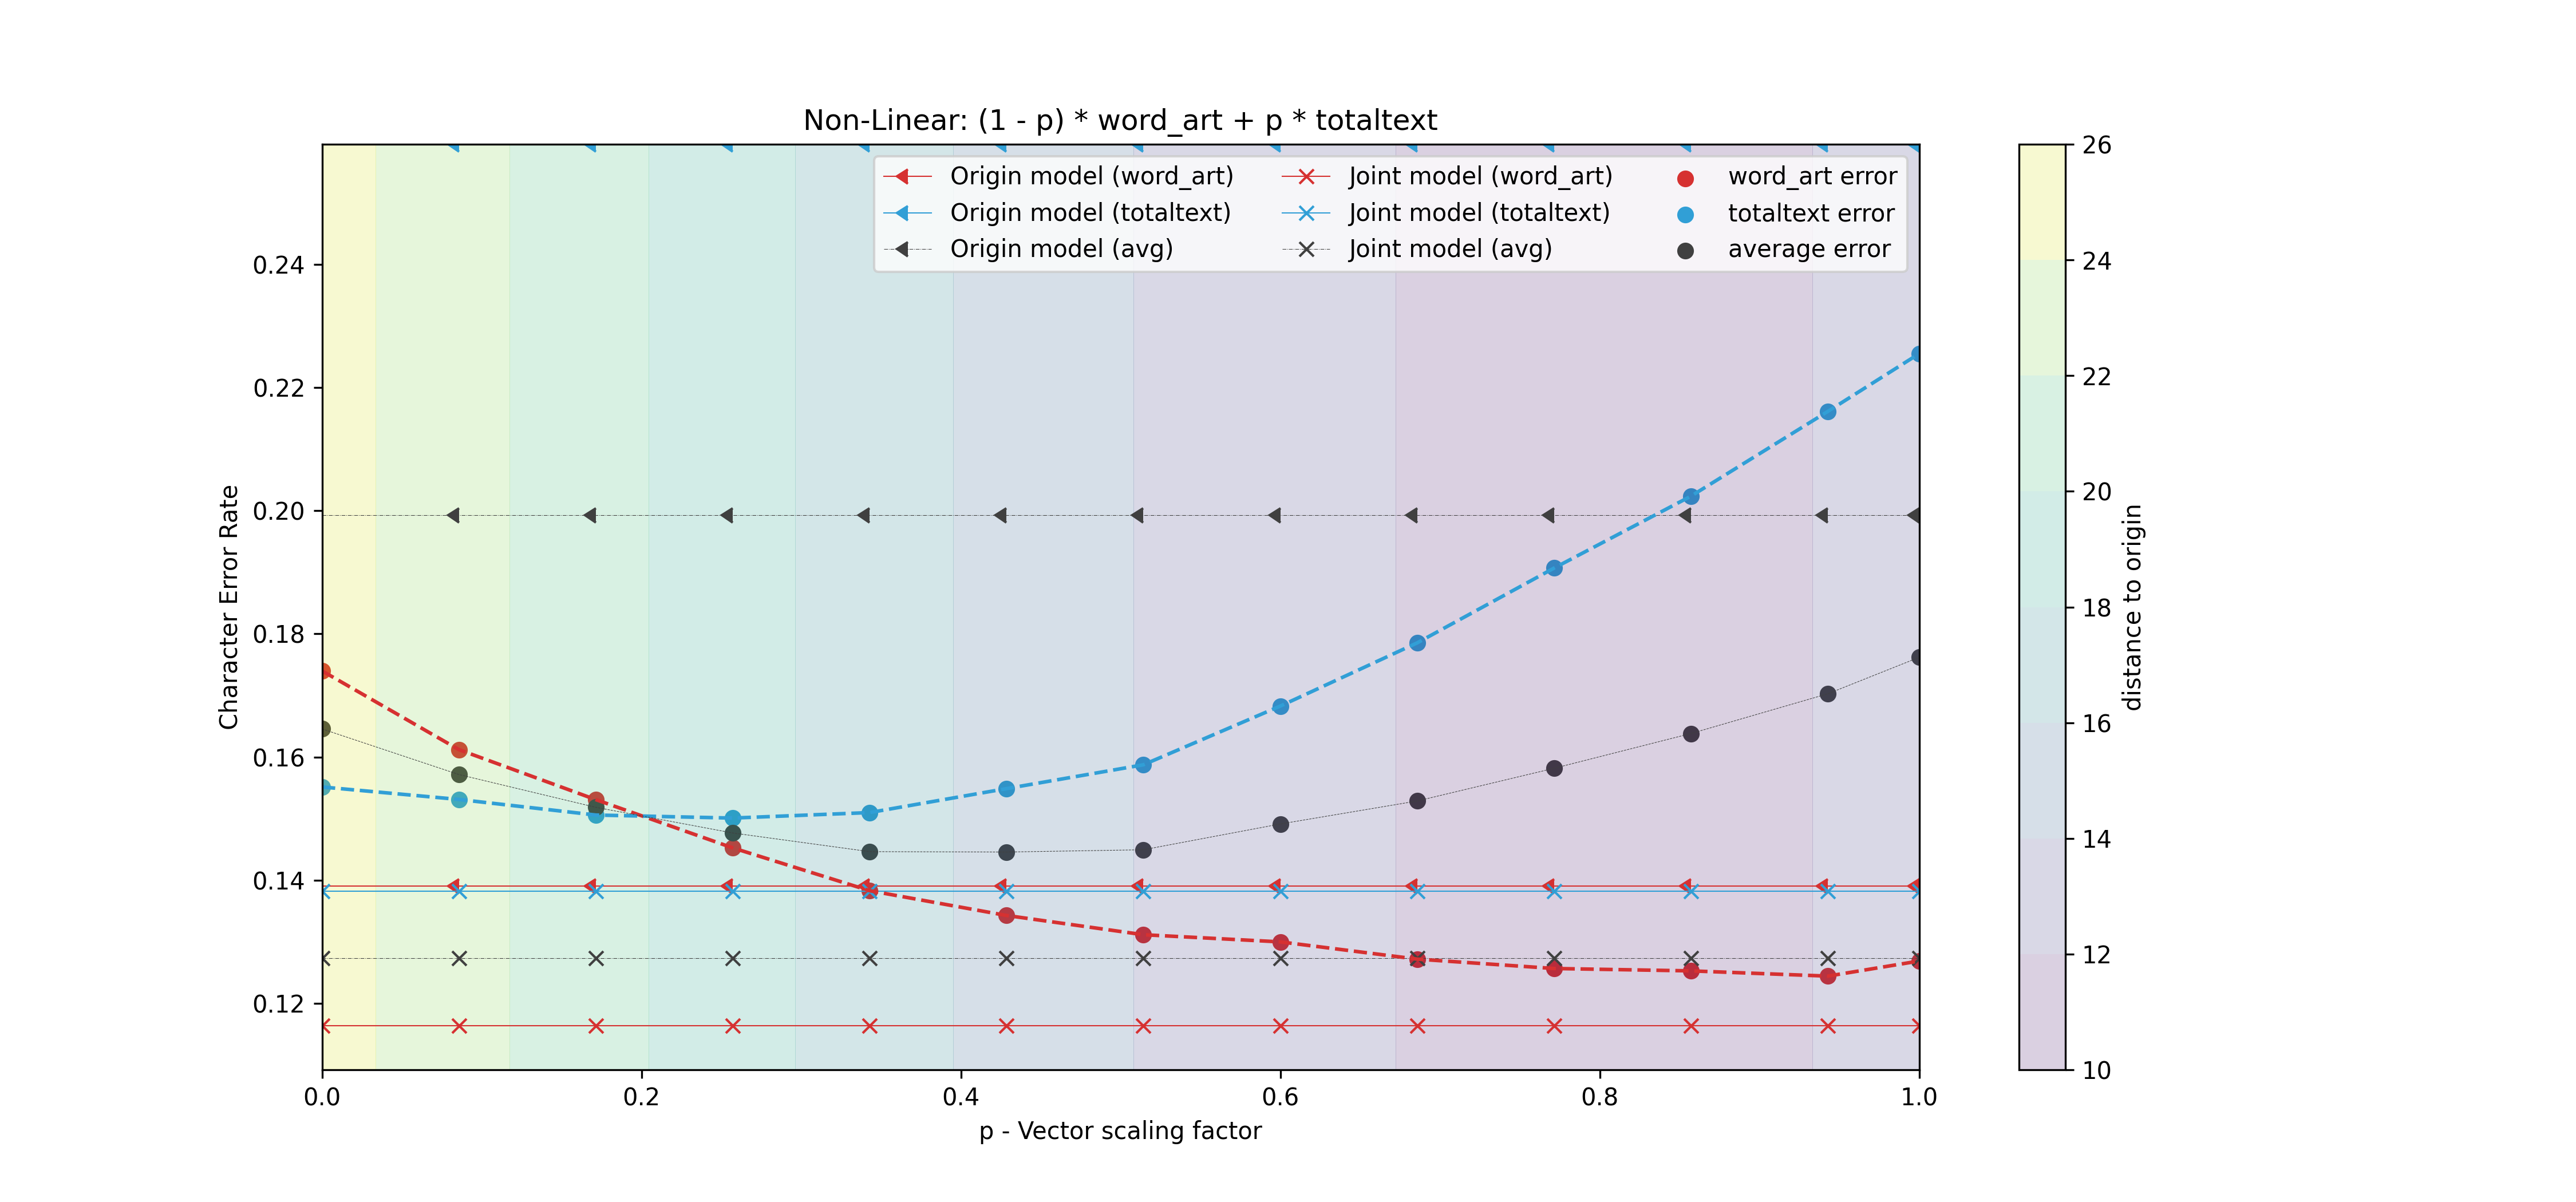 Non-Linear: (1 - p) * word_art + p * totaltext
Origin model (word_art)
Origin model (totaltext)
Origin model (avg)
Joint model (word_art)
Joint model (totaltext)
Joint model (avg)
word_art error
totaltext error
average error
Character Error Rate
0.24
0.22
0.20
0.18
0.16
0.14
0.12
0.0
0.2
0.4
0.6
0.8
1.0
p - Vector scaling factor
26
24
22
20
18
16
14
12
10
distance to origin